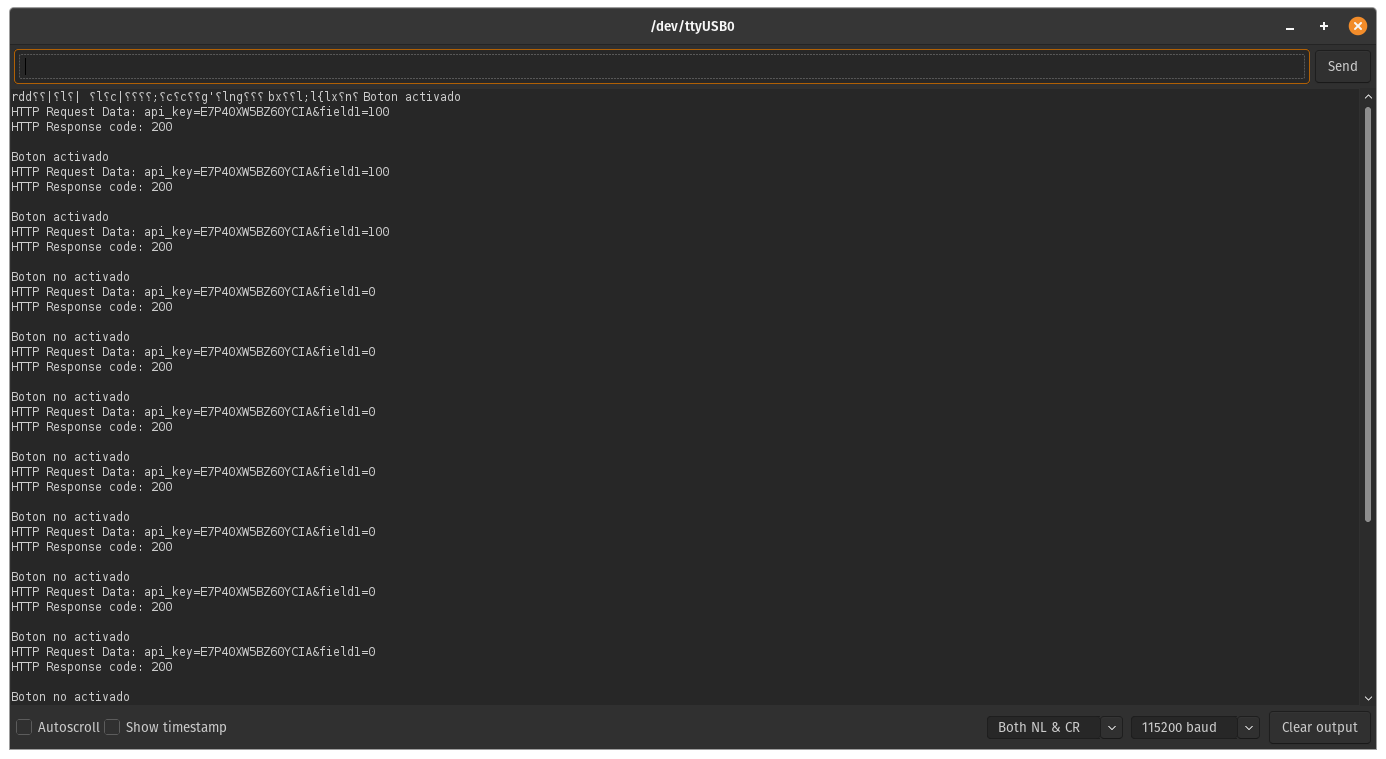 /dev/ttyUSB0
Send
rdd⸮⸮|⸮l⸮| ⸮l⸮c|⸮⸮⸮⸮;⸮c⸮c⸮⸮g'⸮lng⸮⸮⸮ bx⸮⸮l;l{lx⸮n⸮ Boton activado
HTTP Request Data: api_key=E7P40XW5BZ60YCIA&field1=100
HTTP Response code: 200
Boton activado
HTTP Request Data: api_key=E7P40XW5BZ60YCIA&field1=100
HTTP Response code: 200
Boton activado
HTTP Request Data: api_key=E7P40XW5BZ60YCIA&field1=100
HTTP Response code: 200
Boton no activado
HTTP Request Data: api_key=E7P40XW5BZ60YCIA&field1=0
HTTP Response code: 200
Boton no activado
HTTP Request Data: api_key=E7P40XW5BZ60YCIA&field1=0
HTTP Response code: 200
Boton no activado
HTTP Request Data: api_key=E7P40XW5BZ60YCIA&field1=0
HTTP Response code: 200
Boton no activado
HTTP Request Data: api_key=E7P40XW5BZ60YCIA&field1=0
HTTP Response code: 200
Boton no activado
HTTP Request Data: api_key=E7P40XW5BZ60YCIA&field1=0
HTTP Response code: 200
Boton no activado
HTTP Request Data: api_key=E7P40XW5BZ60YCIA&field1=0
HTTP Response code: 200
Boton no activado
HTTP Request Data: api_key=E7P40XW5BZ60YCIA&field1=0
HTTP Response code: 200
Boton no activado
Autoscroll Show timestamp Both NL & CR 115200 baud Clear output